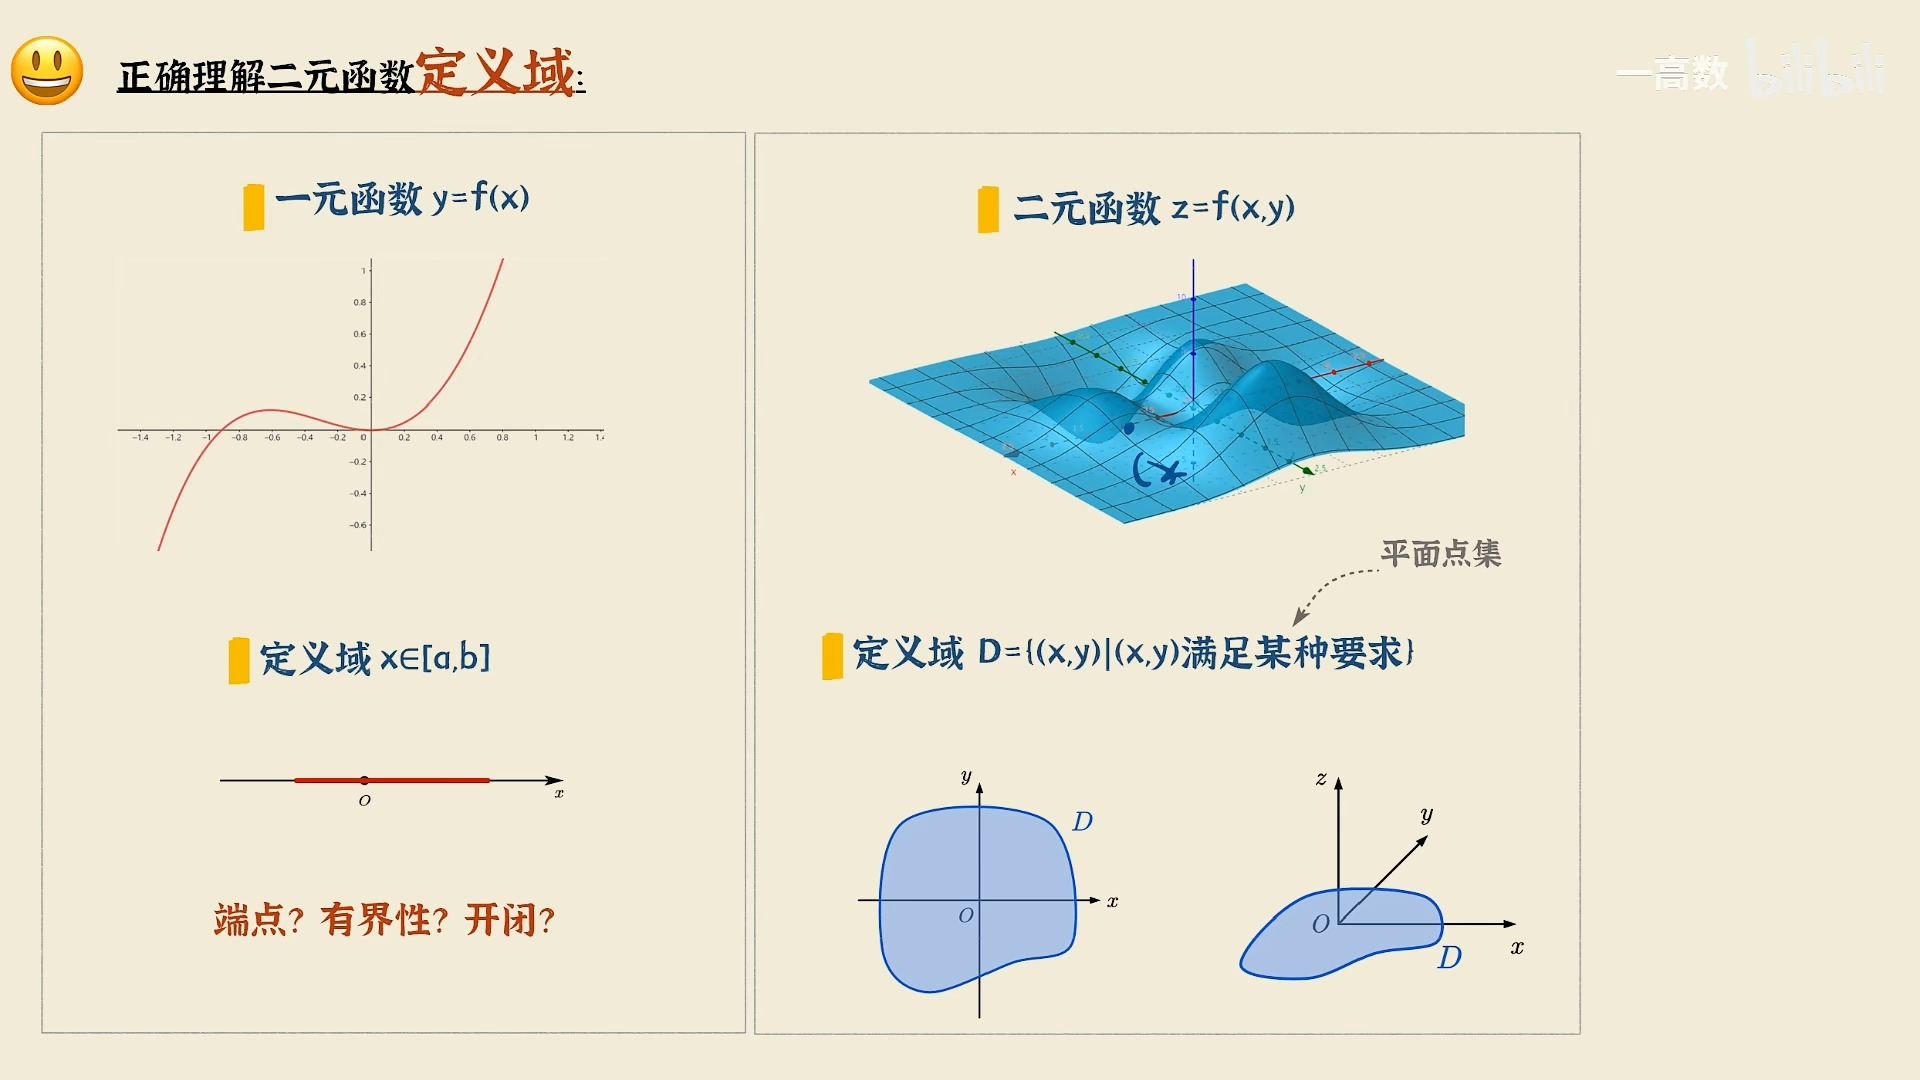 正确理解二元函数定义域:
一高数 bilibili
一元函数 y=f(x)
1
0.8
0.6
0.4
0.2
-1.4 -1.2 -1 -0.8 -0.6 -0.4 -0.2 0 0.2 0.4 0.6 0.8 1 1.2 1.4
-0.2
-0.4
-0.6
定义域 x∈[a,b]
O x
端点? 有界性? 开闭?
二元函数 z=f(x,y)
10
x
2.5
y
(x
平面点集
定义域 D={(x,y)|(x,y)满足某种要求}
y
D
O
x
z
y
O
D
x